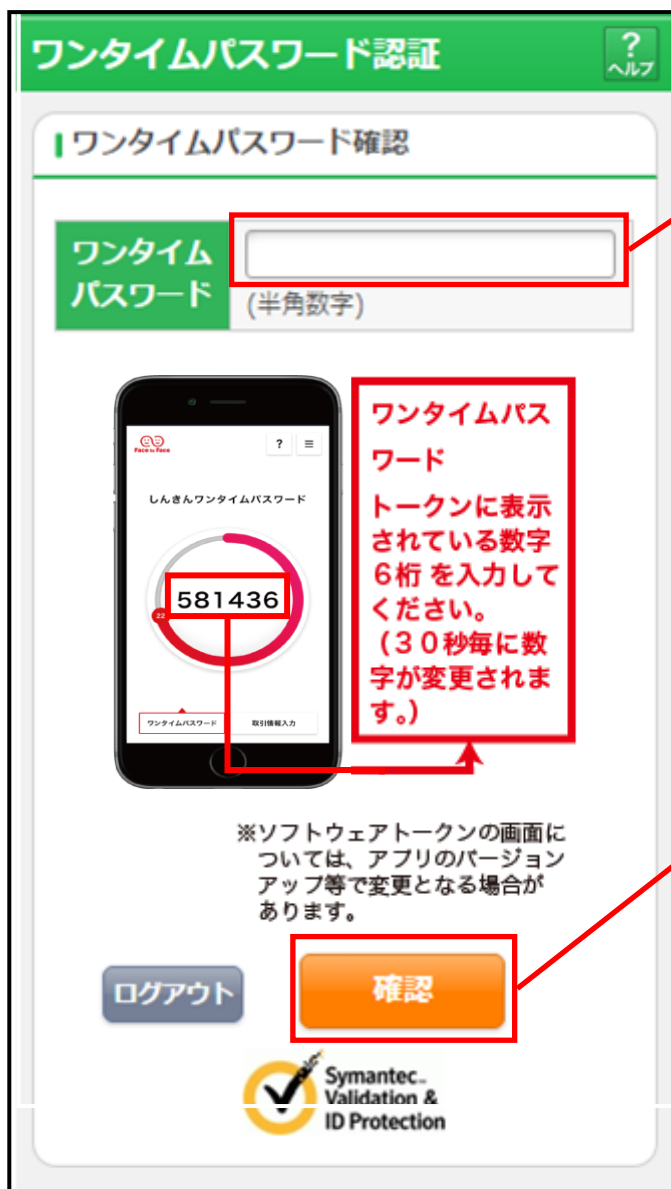 ワンタイムパスワード認証
?
ヘルプ
ワンタイムパスワード確認
ワンタイム
パスワード
(半角数字)
Face to Face
?
≡
しんきんワンタイムパスワード
581436
22
ワンタイムパスワード
取引情報入力
ワンタイムパス
ワード
トークンに表示
されている数字
6桁 を入力して
ください。
(30秒毎に数
字が変更されま
す。)
※ソフトウェアトークンの画面に
ついては、アプリのバージョン
アップ等で変更となる場合が
あります。
ログアウト
確認
Symantec™
Validation &
ID Protection